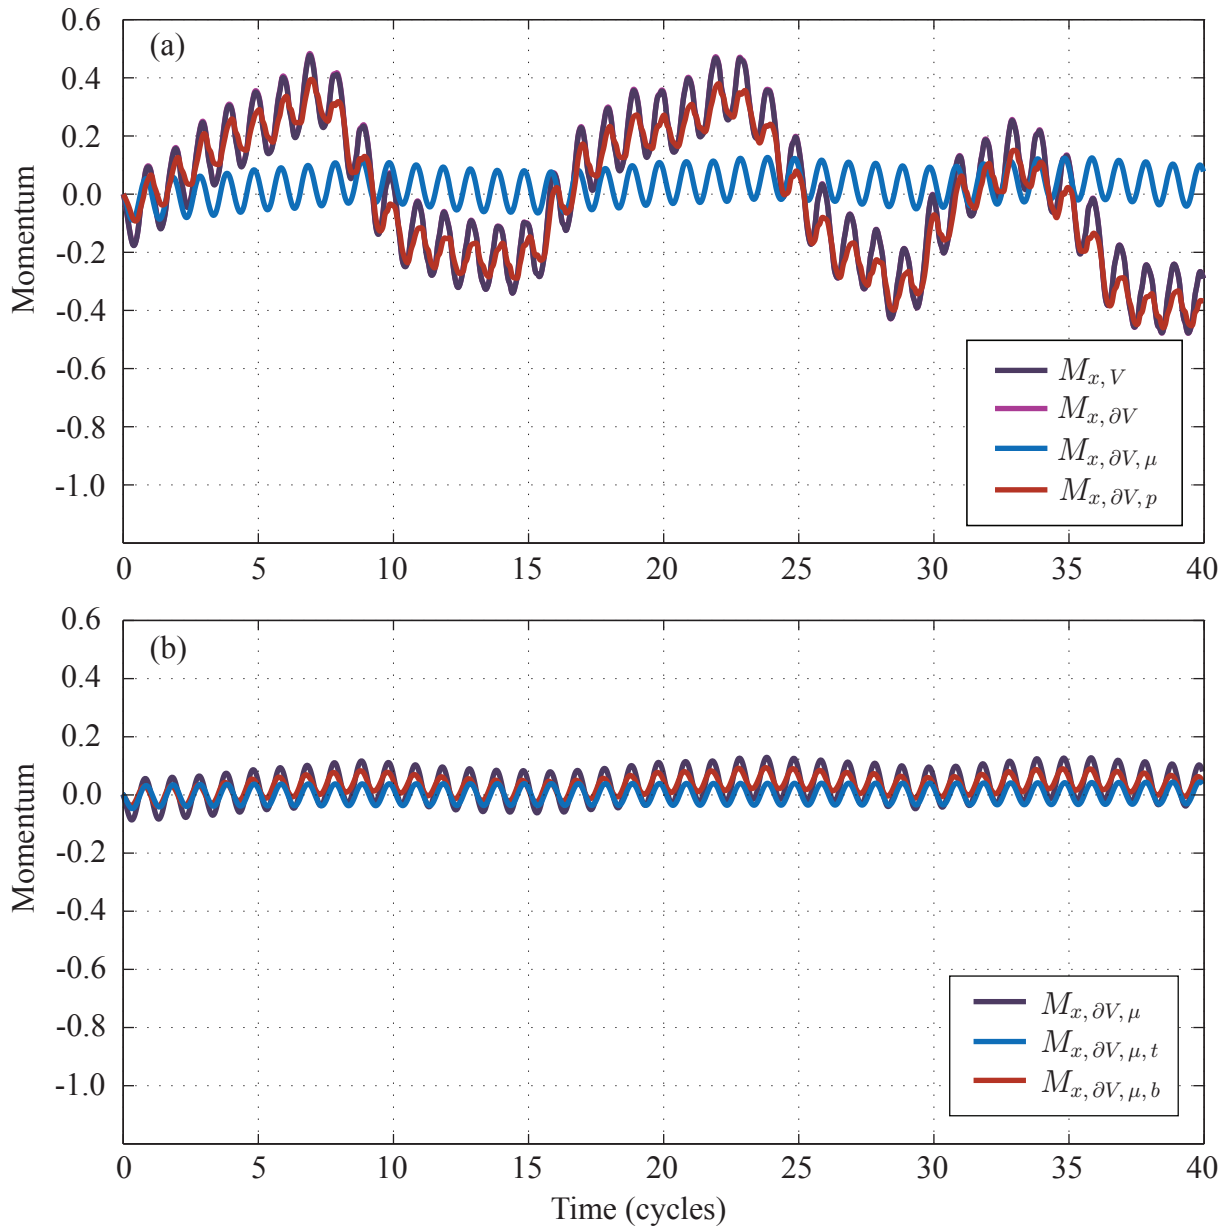 (a)
Momentum
0.6
0.4
0.2
0.0
-0.2
-0.4
-0.6
-0.8
-1.0
M_{x,V}
M_{x,∂V}
M_{x,∂V,μ}
M_{x,∂V,p}
0 5 10 15 20 25 30 35 40
(b)
Momentum
0.6
0.4
0.2
0.0
-0.2
-0.4
-0.6
-0.8
-1.0
M_{x,∂V,μ}
M_{x,∂V,μ,t}
M_{x,∂V,μ,b}
0 5 10 15 20 25 30 35 40
Time (cycles)